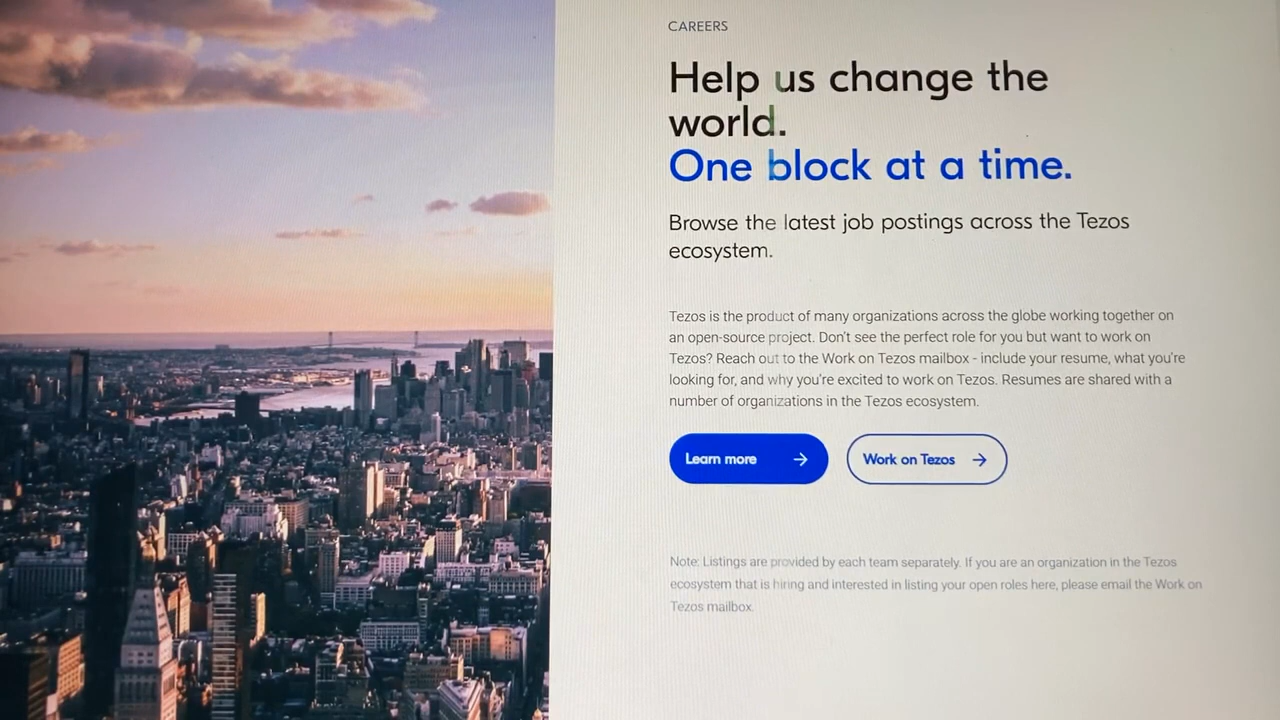 CAREERS
Help us change the
world.
One block at a time.
Browse the latest job postings across the Tezos
ecosystem.
Tezos is the product of many organizations across the globe working together on
an open-source project. Don't see the perfect role for you but want to work on
Tezos? Reach out to the Work on Tezos mailbox - include your resume, what you're
looking for, and why you're excited to work on Tezos. Resumes are shared with a
number of organizations in the Tezos ecosystem.
Learn more
Work on Tezos
Note: Listings are provided by each team separately. If you are an organization in the Tezos
ecosystem that is hiring and interested in listing your open roles here, please email the Work on
Tezos mailbox.